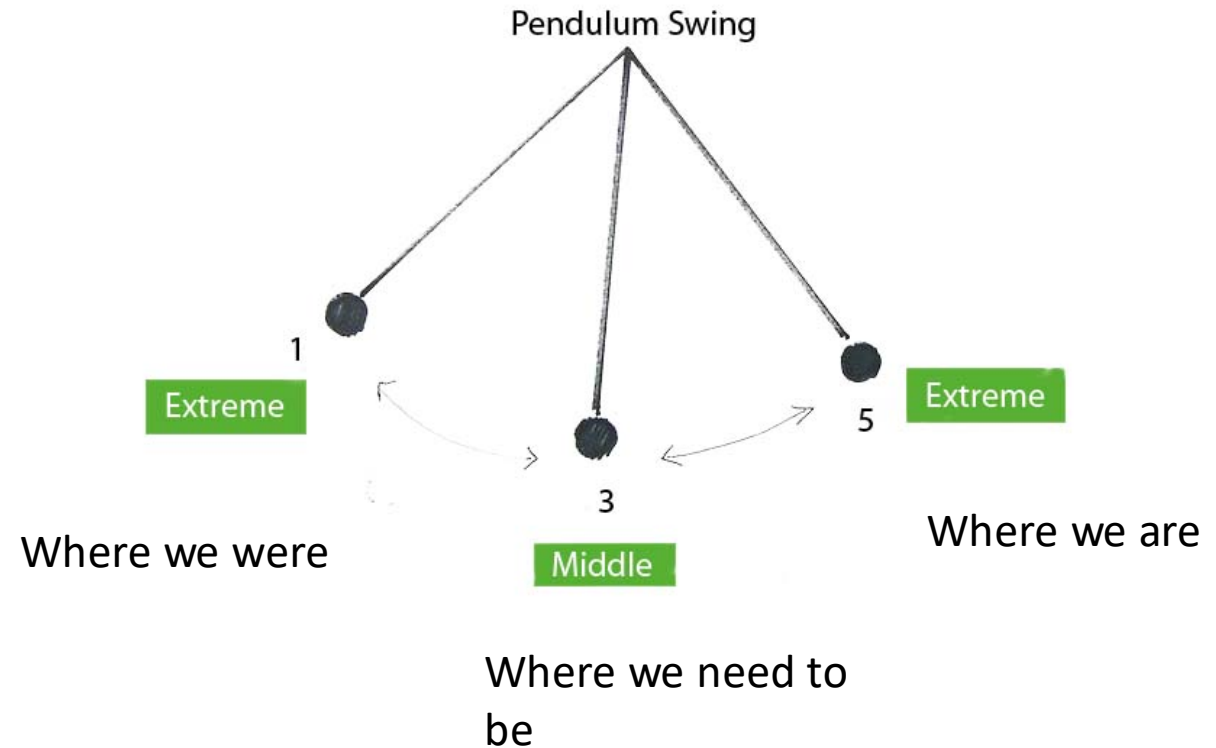 Pendulum Swing
1
Extreme
5
Extreme
3
Middle
Where we were
Where we are
Where we need to
be